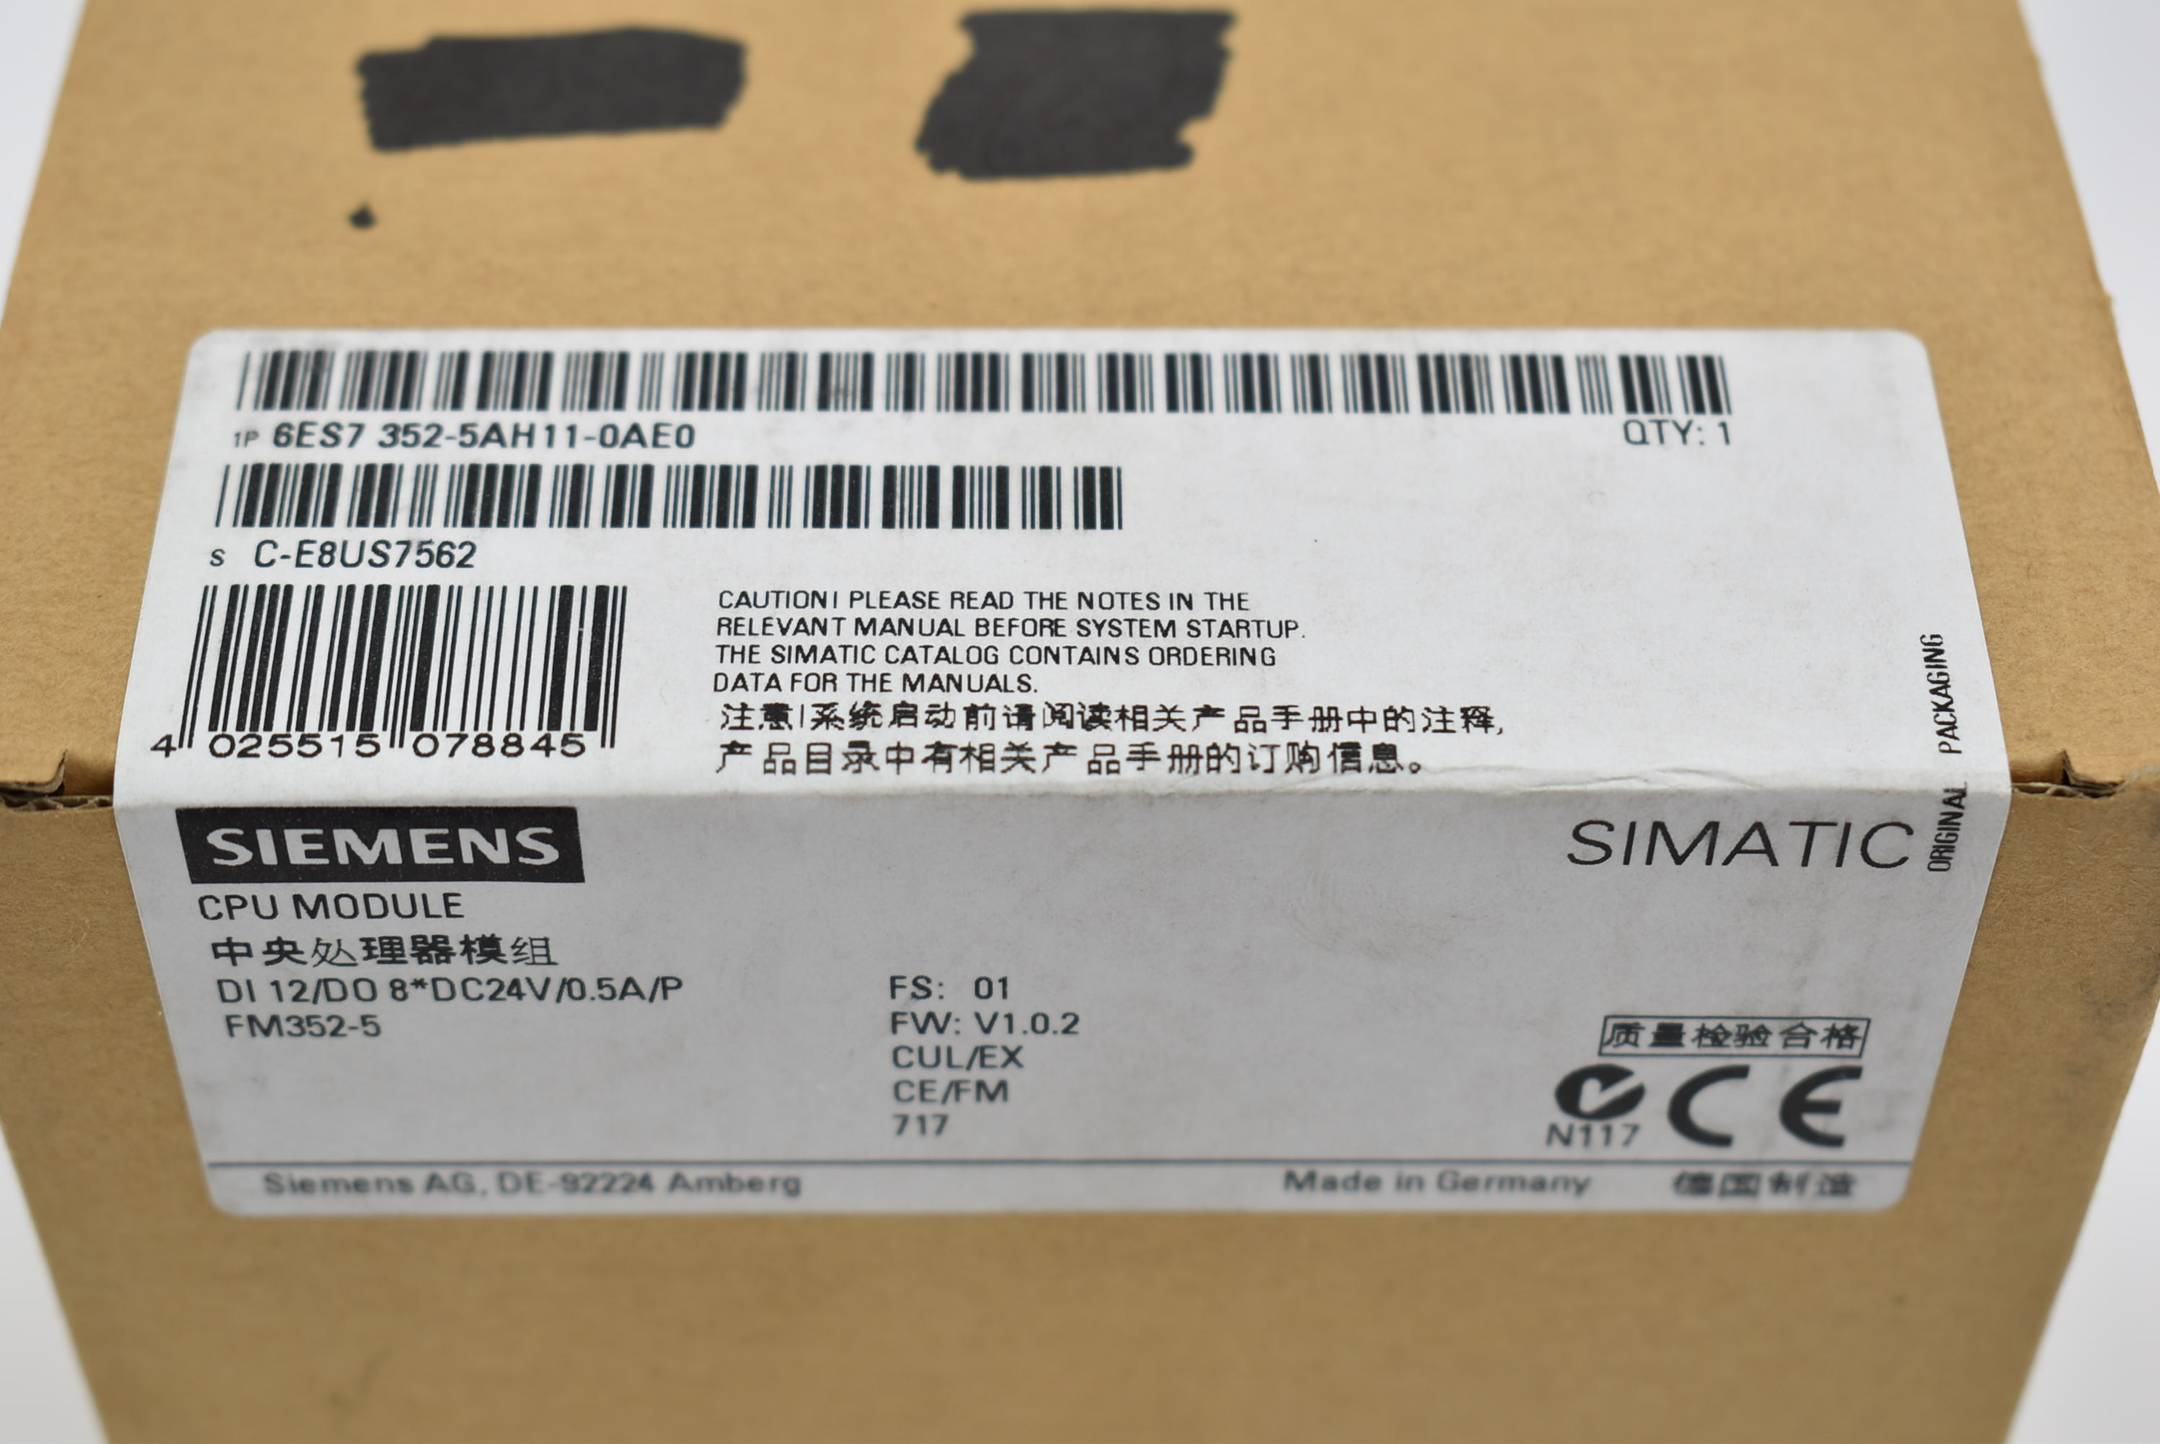 1P 6ES7 352-5AH11-0AE0
QTY: 1
S C-E8US7562
4 025515 078845
CAUTION! PLEASE READ THE NOTES IN THE
RELEVANT MANUAL BEFORE SYSTEM STARTUP.
THE SIMATIC CATALOG CONTAINS ORDERING
DATA FOR THE MANUALS.
注意!系统启动前请阅读相关产品手册中的注释,
产品目录中有相关产品手册的订购信息。
ORIGINAL PACKAGING
SIEMENS
SIMATIC
CPU MODULE
中央处理器模组
DI 12/DO 8*DC24V/0.5A/P
FM352-5
FS: 01
FW: V1.0.2
CUL/EX
CE/FM
717
质量检验合格
N117
CE
Siemens AG, DE-92224 Amberg
Made in Germany
德国制造